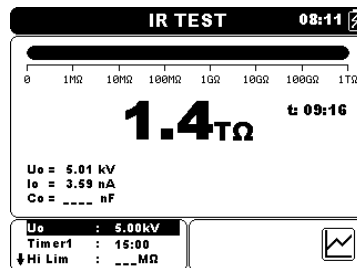 IR TEST 08:11
0 1MΩ 10MΩ 100MΩ 1GΩ 10GΩ 100GΩ 1TΩ
1.4TΩ
t: 09:16
Uo = 5.01 kV
Io = 3.59 nA
Co = ____ nF
Uo : 5.00kV
Timer1 : 15:00
Hi Lim : ___MΩ